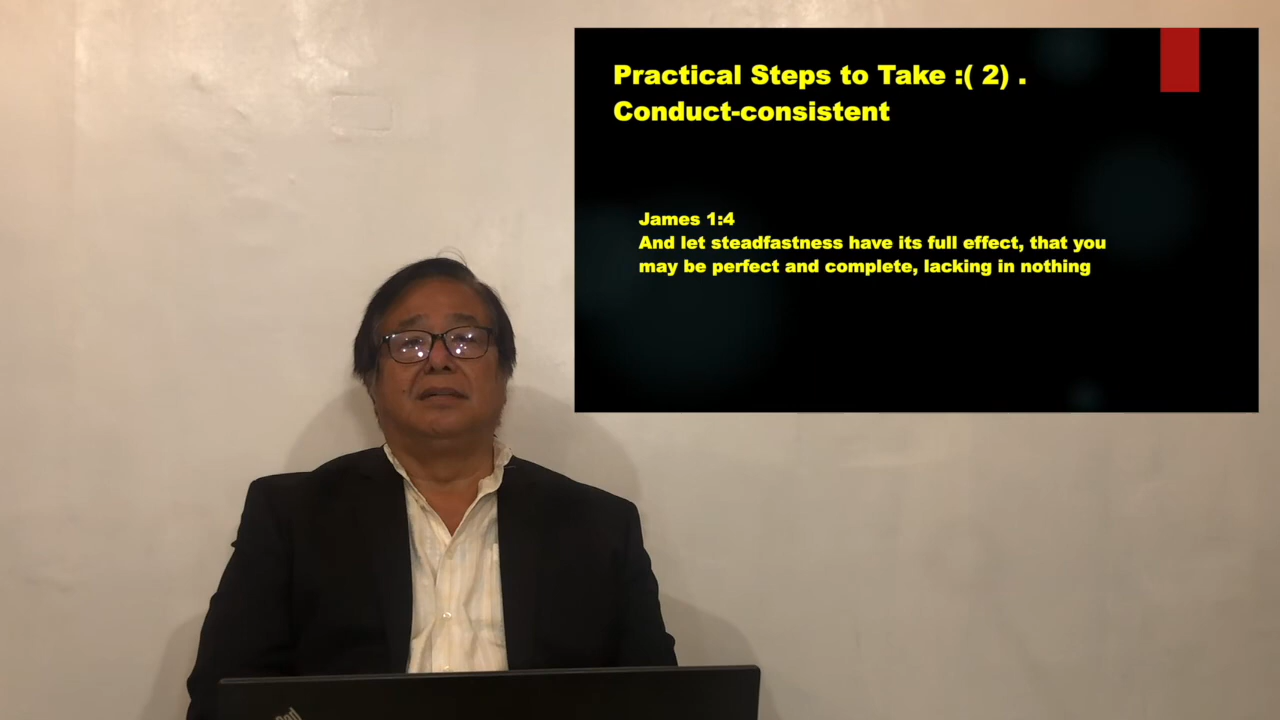 Practical Steps to Take :( 2) .
Conduct-consistent
James 1:4
And let steadfastness have its full effect, that you
may be perfect and complete, lacking in nothing